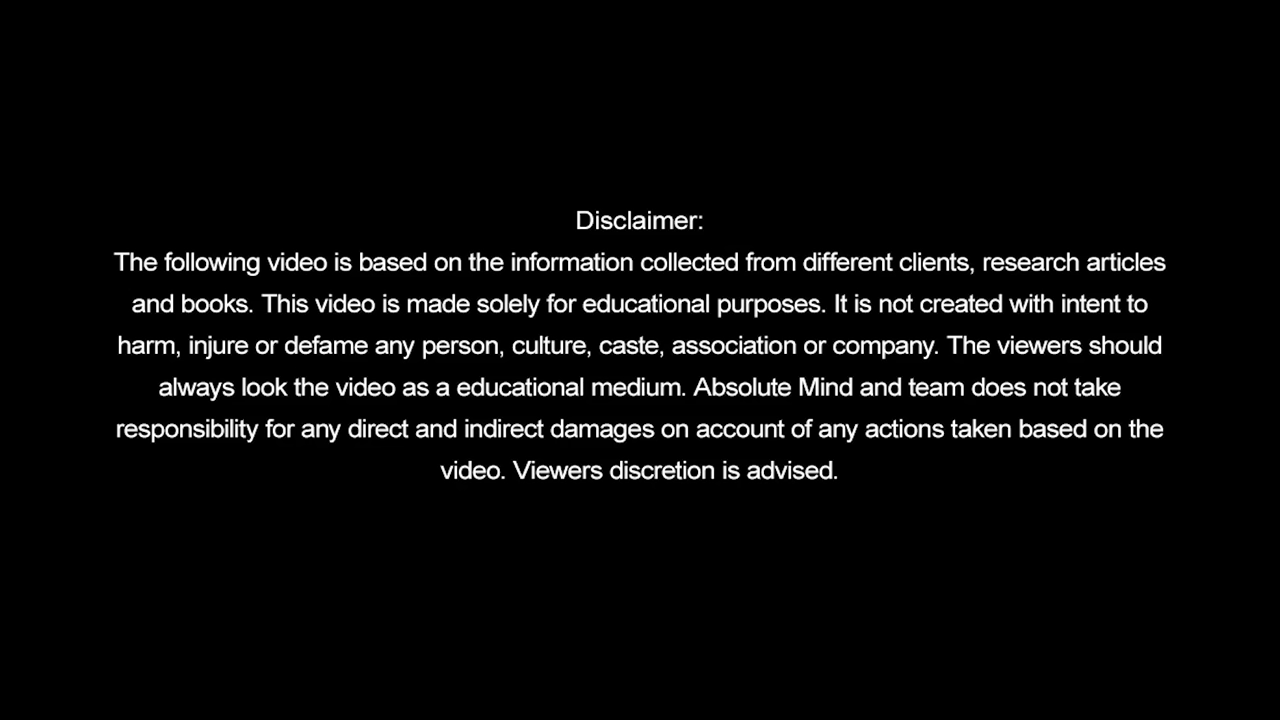 Disclaimer:
The following video is based on the information collected from different clients, research articles
and books. This video is made solely for educational purposes. It is not created with intent to
harm, injure or defame any person, culture, caste, association or company. The viewers should
always look the video as a educational medium. Absolute Mind and team does not take
responsibility for any direct and indirect damages on account of any actions taken based on the
video. Viewers discretion is advised.